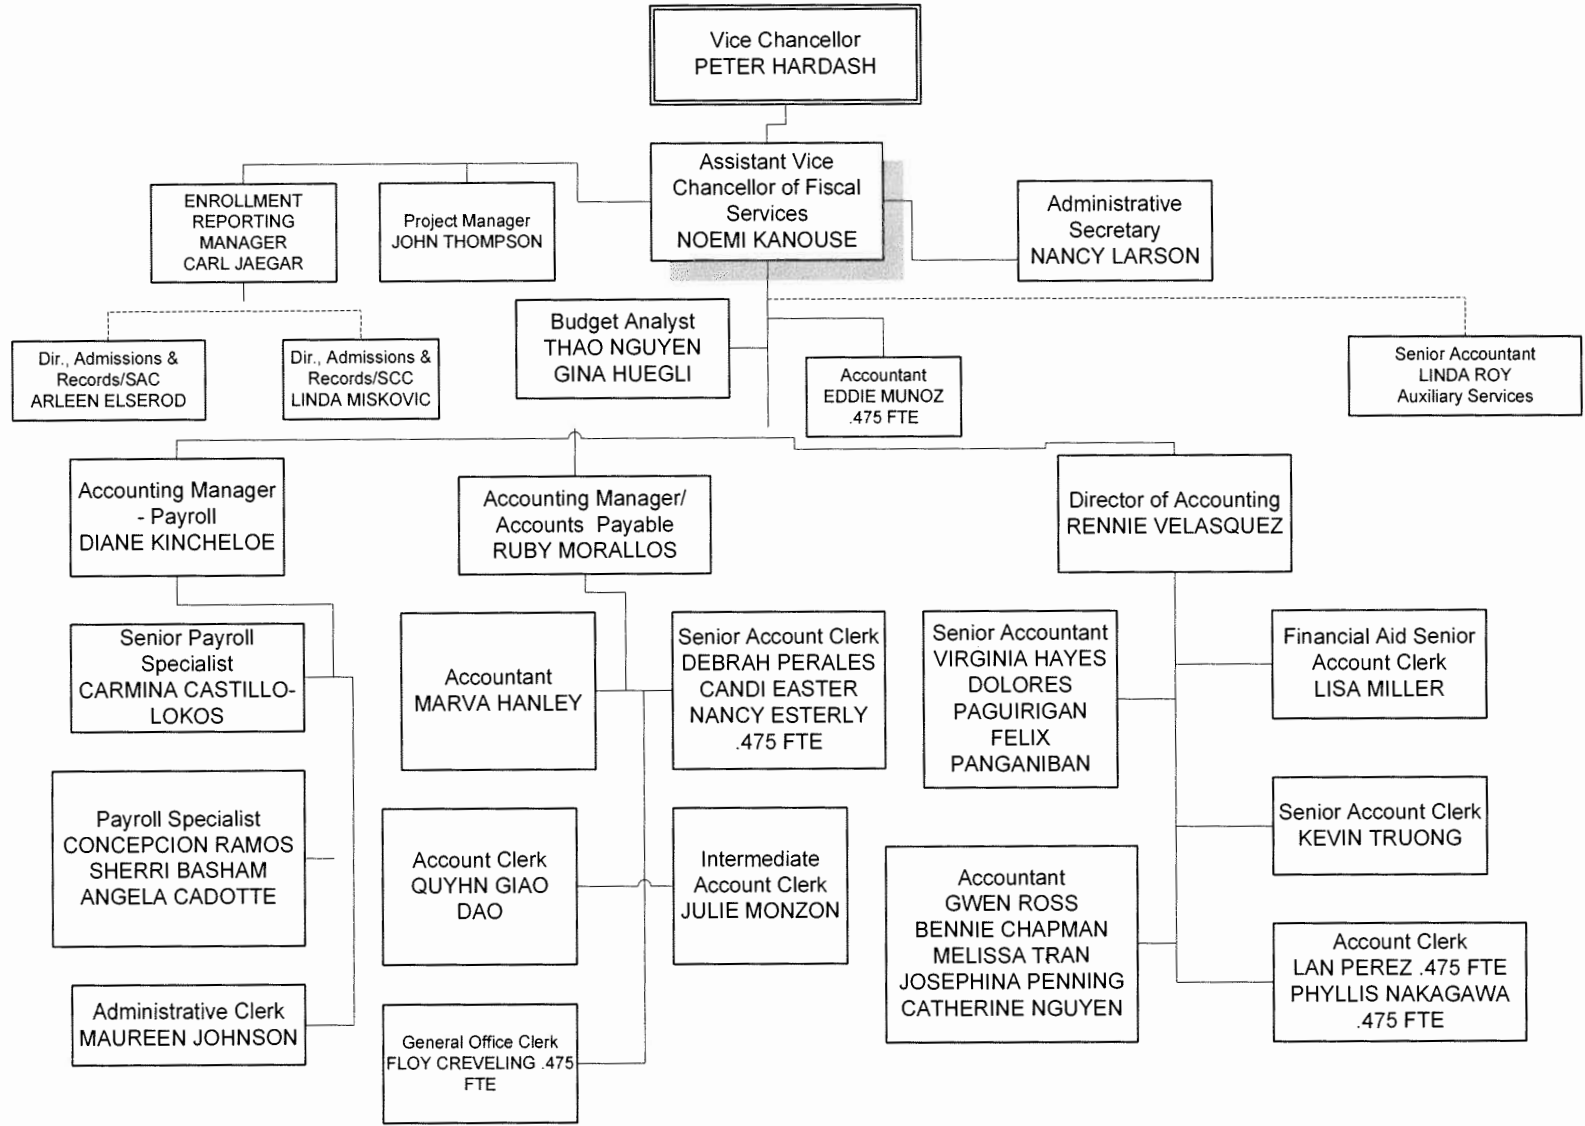 Vice Chancellor
PETER HARDASH
Assistant Vice
Chancellor of Fiscal
Services
NOEMI KANOUSE
ENROLLMENT
REPORTING
MANAGER
CARL JAEGAR
Project Manager
JOHN THOMPSON
Administrative
Secretary
NANCY LARSON
Dir., Admissions &
Records/SAC
ARLEEN ELSEROD
Dir., Admissions &
Records/SCC
LINDA MISKOVIC
Budget Analyst
THAO NGUYEN
GINA HUEGLI
Accountant
EDDIE MUNOZ
.475 FTE
Senior Accountant
LINDA ROY
Auxiliary Services
Accounting Manager
- Payroll
DIANE KINCHELOE
Accounting Manager/
Accounts Payable
RUBY MORALLOS
Director of Accounting
RENNIE VELASQUEZ
Senior Payroll
Specialist
CARMINA CASTILLO-
LOKOS
Payroll Specialist
CONCEPCION RAMOS
SHERRI BASHAM
ANGELA CADOTTE
Administrative Clerk
MAUREEN JOHNSON
Accountant
MARVA HANLEY
Senior Account Clerk
DEBRAH PERALES
CANDI EASTER
NANCY ESTERLY
.475 FTE
Account Clerk
QUYHN GIAO
DAO
Intermediate
Account Clerk
JULIE MONZON
General Office Clerk
FLOY CREVELING .475
FTE
Senior Accountant
VIRGINIA HAYES
DOLORES
PAGUIRIGAN
FELIX
PANGANIBAN
Financial Aid Senior
Account Clerk
LISA MILLER
Senior Account Clerk
KEVIN TRUONG
Accountant
GWEN ROSS
BENNIE CHAPMAN
MELISSA TRAN
JOSEPHINA PENNING
CATHERINE NGUYEN
Account Clerk
LAN PEREZ .475 FTE
PHYLLIS NAKAGAWA
.475 FTE